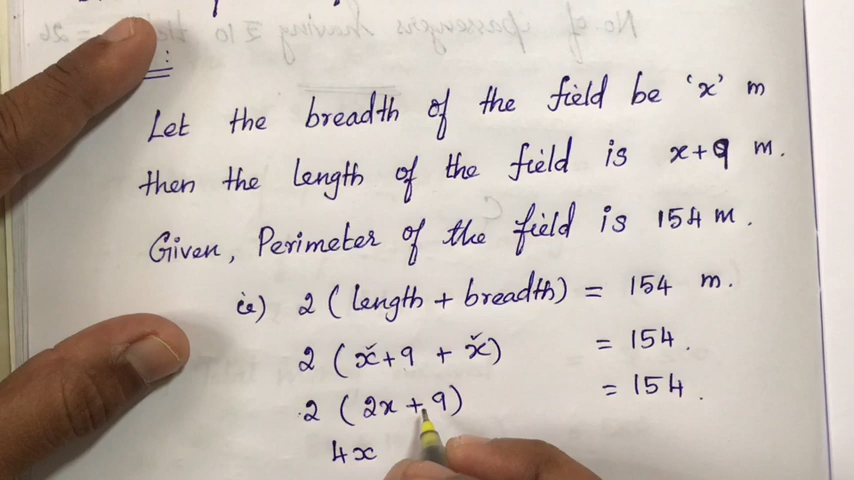 Let the breadth of the field be 'x' m
then the length of the field is x+9 m.
Given, Perimeter of the field is 154 m.
ie) 2 (length + breadth) = 154 m.
2 (x+9 + x) = 154.
2 (2x+9) = 154.
4x